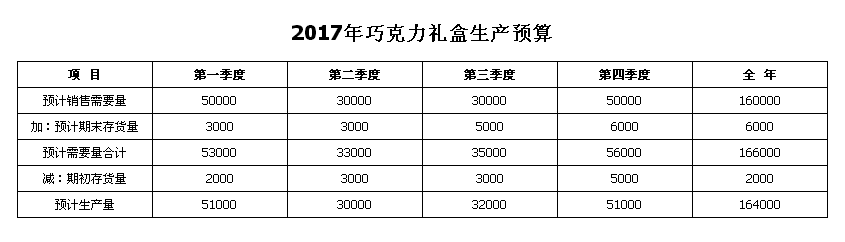 2017年巧克力礼盒生产预算
项 目 第一季度 第二季度 第三季度 第四季度 全 年
预计销售需要量 50000 30000 30000 50000 160000
加：预计期末存货量 3000 3000 5000 6000 6000
预计需要量合计 53000 33000 35000 56000 166000
减：期初存货量 2000 3000 3000 5000 2000
预计生产量 51000 30000 32000 51000 164000